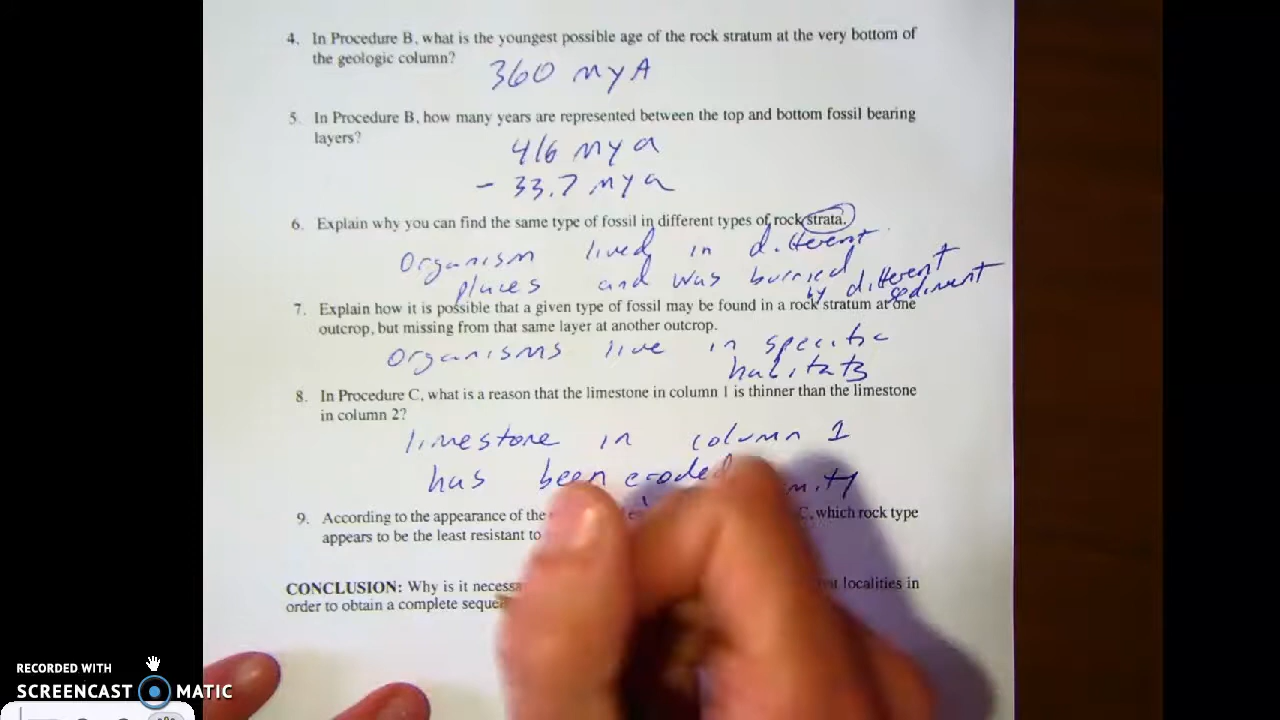 4. In Procedure B, what is the youngest possible age of the rock stratum at the very bottom of
the geologic column?
360 MYA
5. In Procedure B, how many years are represented between the top and bottom fossil bearing
layers?
416 mya
- 33.7 mya
6. Explain why you can find the same type of fossil in different types of rock strata.
Organism lived in different
places and was burried
by different
sediment
7. Explain how it is possible that a given type of fossil may be found in a rock stratum at one
outcrop, but missing from that same layer at another outcrop.
Organisms live in specific
habitats
8. In Procedure C, what is a reason that the limestone in column 1 is thinner than the limestone
in column 2?
limestone in column 1
has been eroded
9. According to the appearance of the C, which rock type
appears to be the least resistant to
CONCLUSION: Why is it localities in
order to obtain a complete
RECORDED WITH
SCREENCAST MATIC